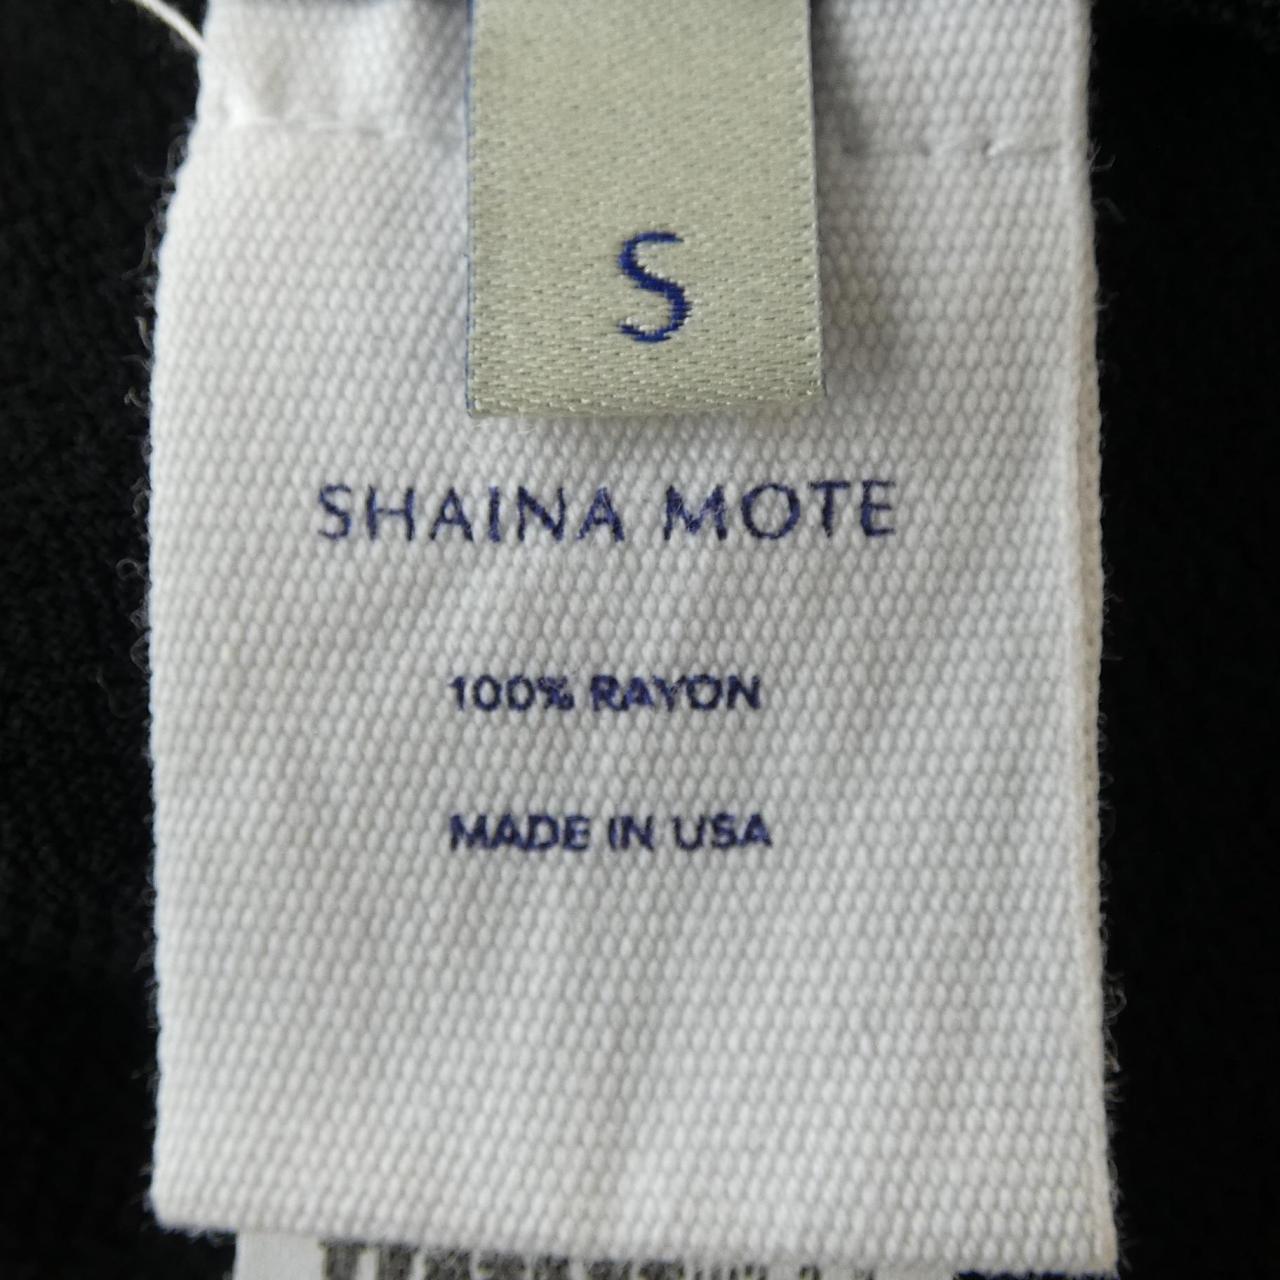 S
SHAINA MOTE
100% RAYON
MADE IN USA